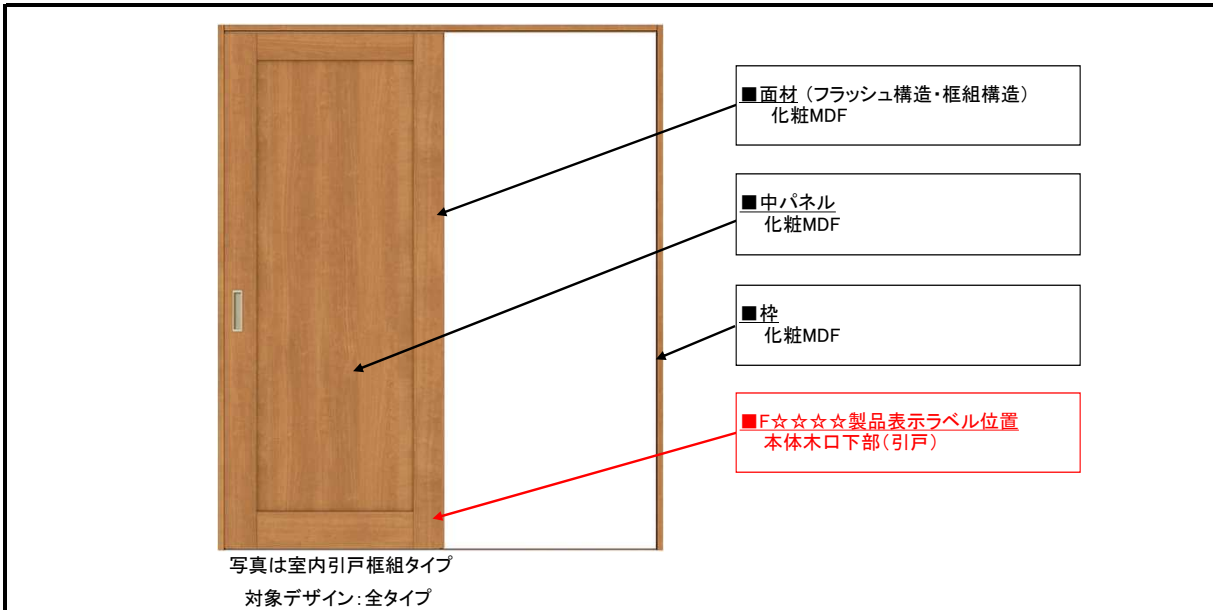 ■面材（フラッシュ構造・框組構造）
化粧MDF
■中パネル
化粧MDF
■枠
化粧MDF
■F☆☆☆☆製品表示ラベル位置
本体木口下部（引戸）
写真は室内引戸框組タイプ
対象デザイン：全タイプ